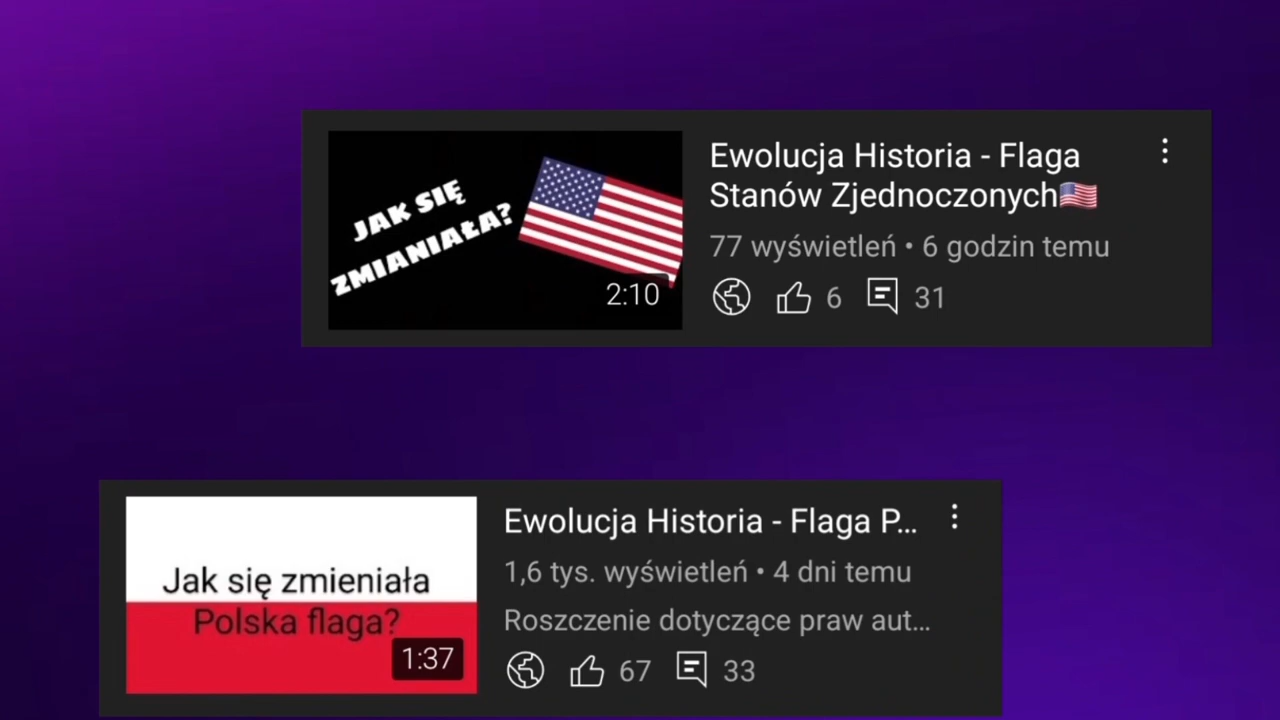 JAK SIĘ
ZMIANIAŁA?
2:10
Ewolucja Historia - Flaga
Stanów Zjednoczonych🇺🇸
77 wyświetleń • 6 godzin temu
6 31
Jak się zmieniała
Polska flaga?
1:37
Ewolucja Historia - Flaga P...
1,6 tys. wyświetleń • 4 dni temu
Roszczenie dotyczące praw aut...
67 33